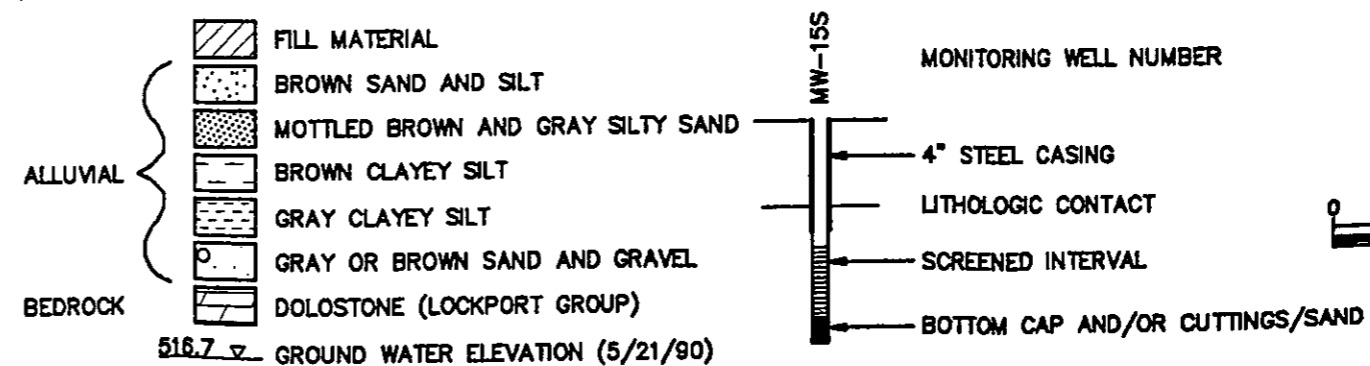 FILL MATERIAL
BROWN SAND AND SILT
MOTTLED BROWN AND GRAY SILTY SAND
ALLUVIAL
BROWN CLAYEY SILT
GRAY CLAYEY SILT
GRAY OR BROWN SAND AND GRAVEL
BEDROCK
DOLOSTONE (LOCKPORT GROUP)
516.7 GROUND WATER ELEVATION (5/21/90)
MW-15S
MONITORING WELL NUMBER
4" STEEL CASING
LITHOLOGIC CONTACT
SCREENED INTERVAL
BOTTOM CAP AND/OR CUTTINGS/SAND
0